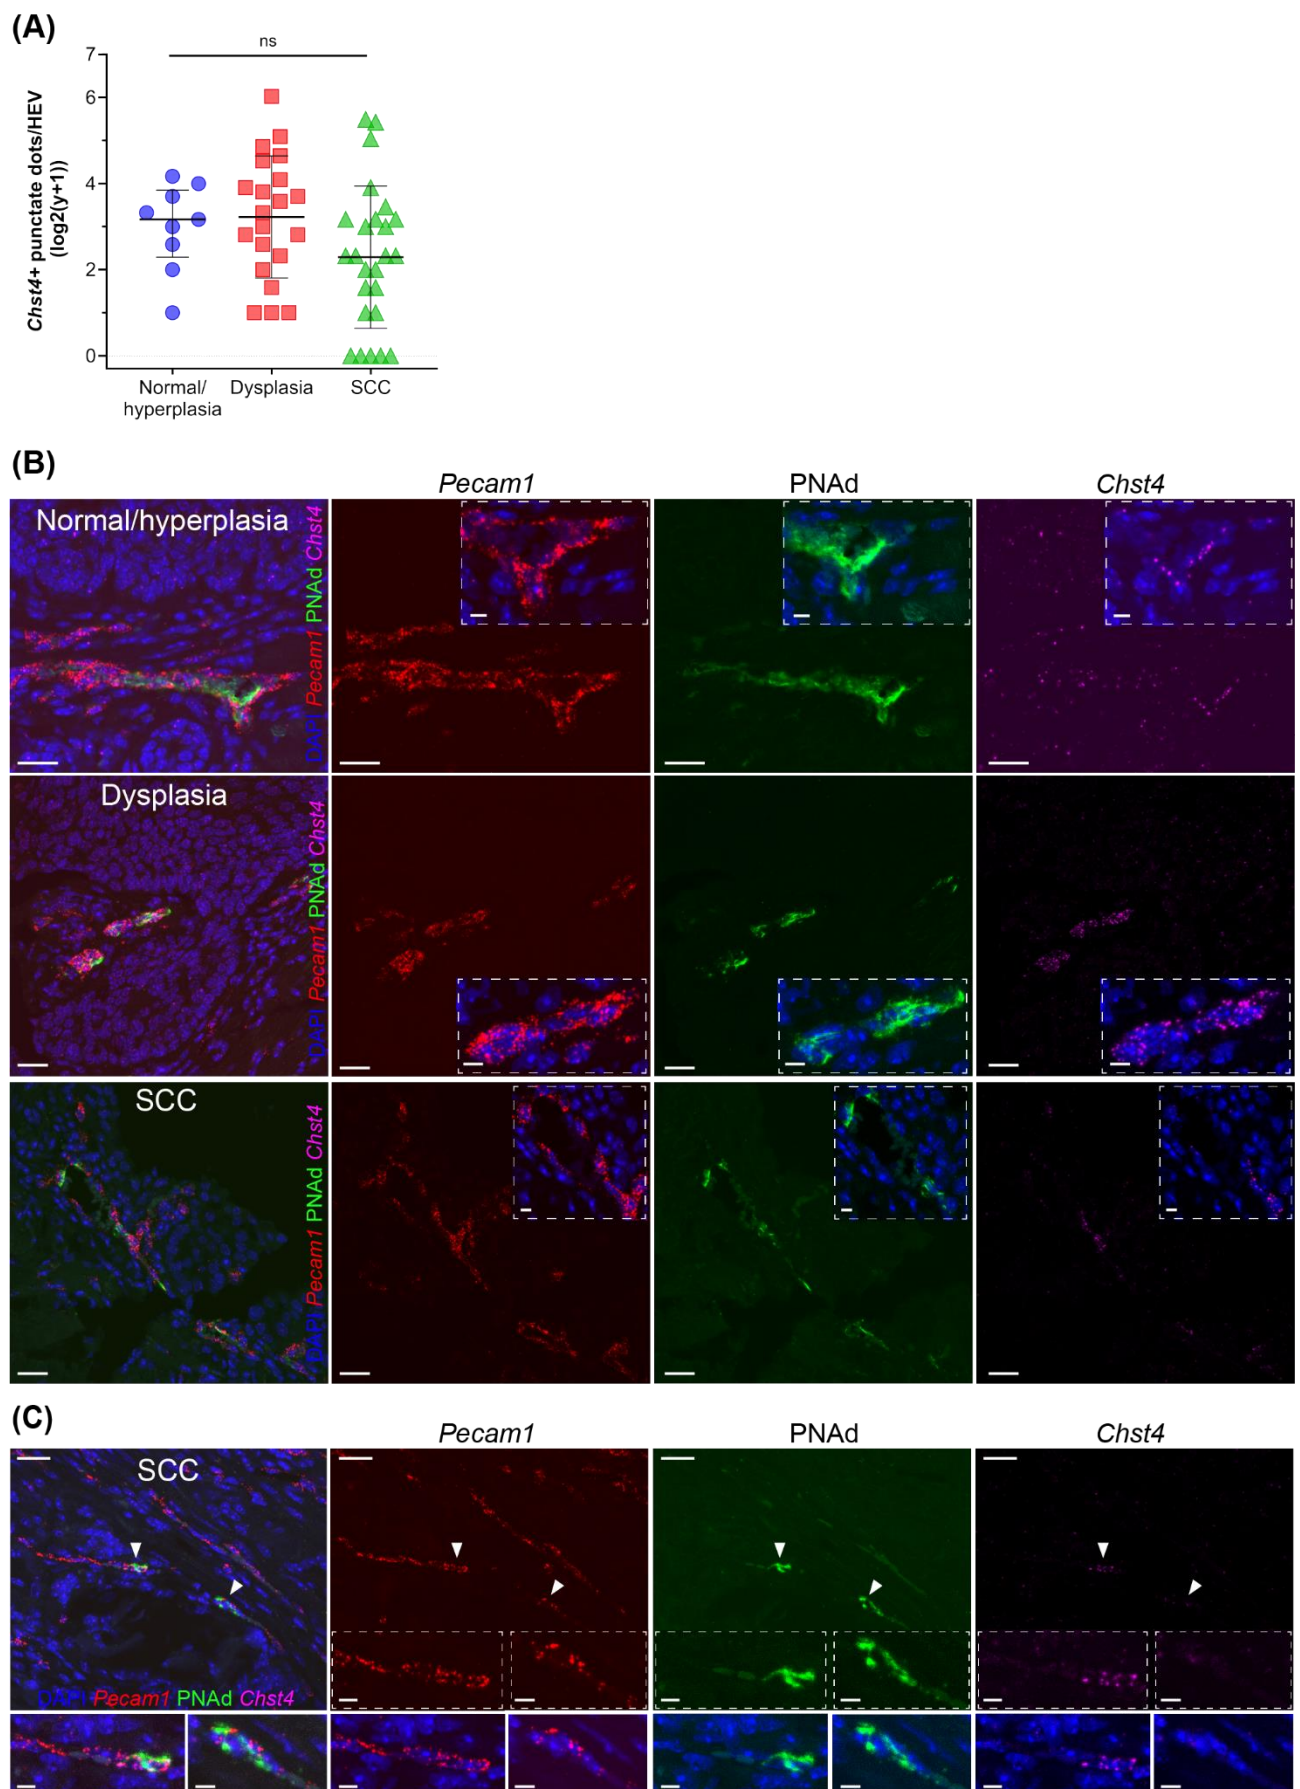 (A)
ns
7
6
4
2
0
Chst4+ punctate dots/HEV
(log2(y+1))
Normal/
hyperplasia
Dysplasia
SCC
(B)
Pecam1
PNAd
Chst4
Normal/hyperplasia
DAPI Pecam1 PNAd Chst4
Dysplasia
DAPI Pecam1 PNAd Chst4
SCC
DAPI Pecam1 PNAd Chst4
(C)
Pecam1
PNAd
Chst4
SCC
DAPI Pecam1 PNAd Chst4